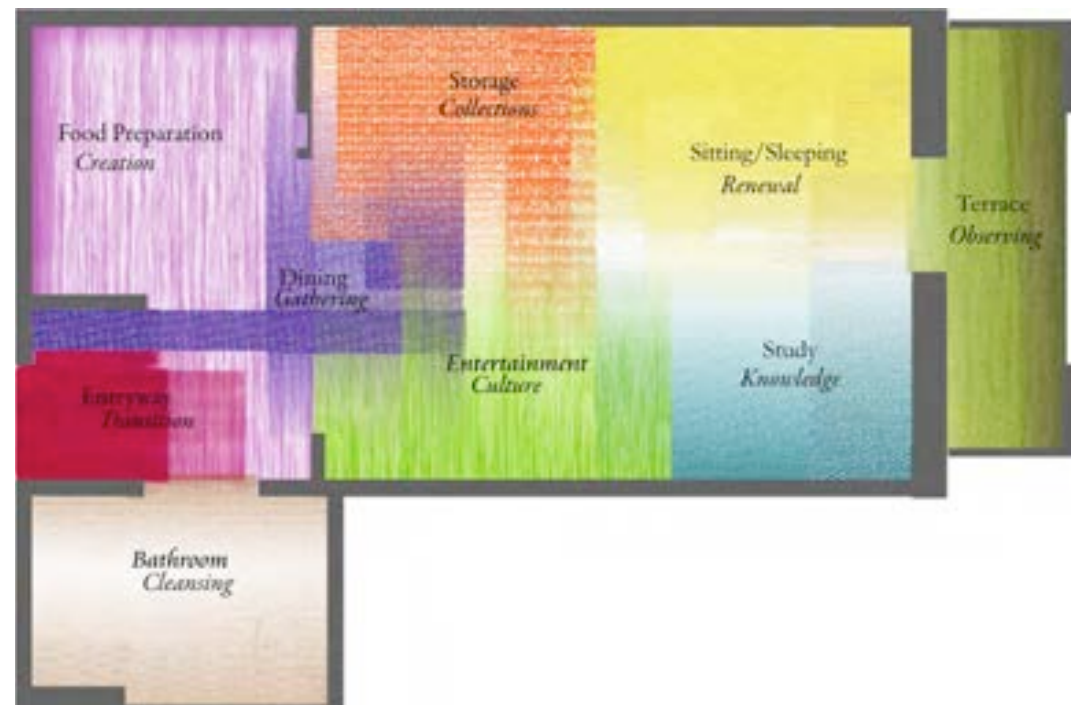 Food Preparation
Creation
Storage
Collections
Sitting/Sleeping
Renewal
Terrace
Observing
Dining
Gathering
Entertainment
Culture
Study
Knowledge
Entryway
Transition
Bathroom
Cleansing